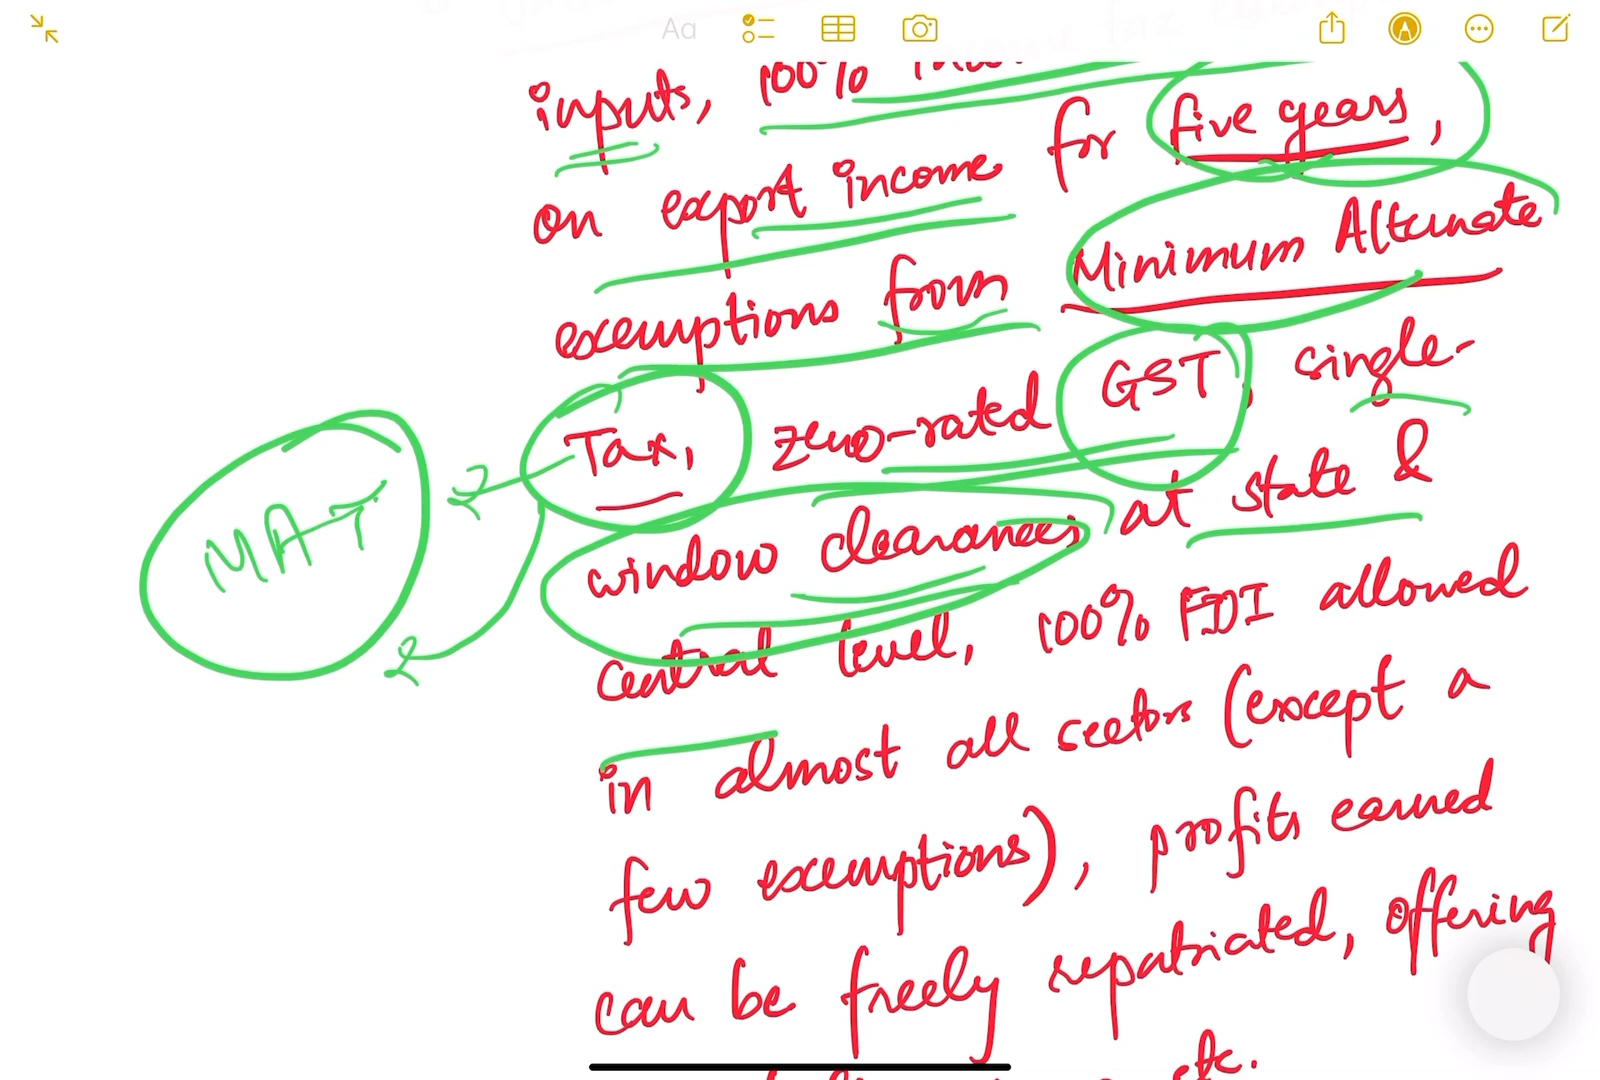 Aa
inputs, 100%
on export income for five years,
exemptions from Minimum Alternate
Tax, zero-rated GST, single-
MAT
window clearances at state &
central level, 100% FDI allowed
in almost all sectors (except a
few exemptions), profits earned
can be freely repatriated, offering
etc.